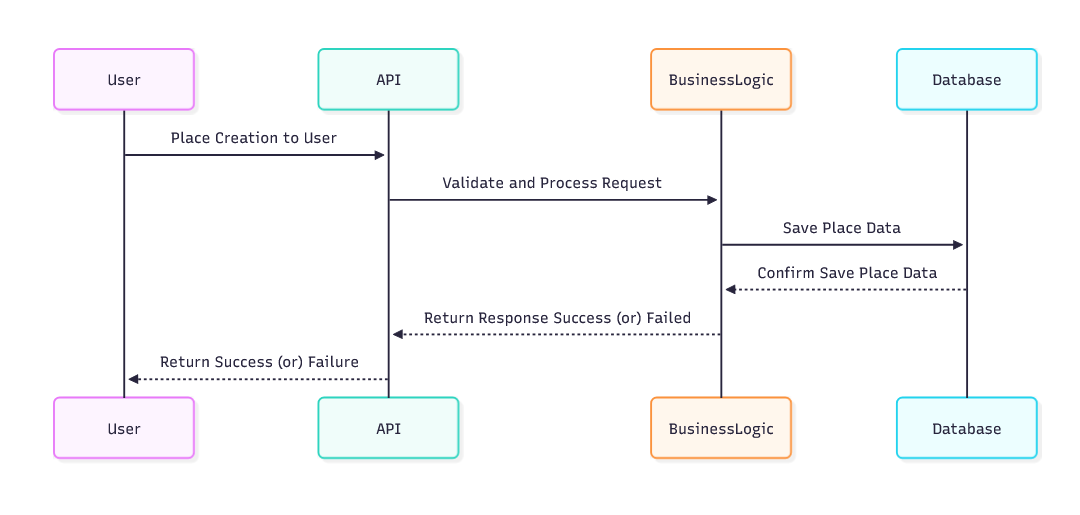 User
API
BusinessLogic
Database
Place Creation to User
Validate and Process Request
Save Place Data
Confirm Save Place Data
Return Response Success (or) Failed
Return Success (or) Failure
User
API
BusinessLogic
Database